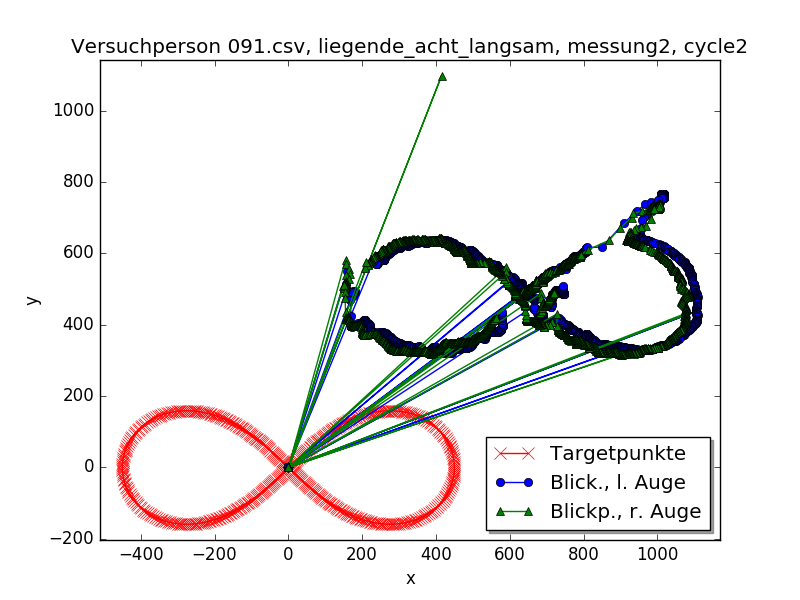 Versuchperson 091.csv, liegende_acht_langsam, messung2, cycle2
1000
800
600
400
200
0
−200
y
−400
−200
0
200
400
600
800
1000
x
Targetpunkte
Blick., l. Auge
Blickp., r. Auge